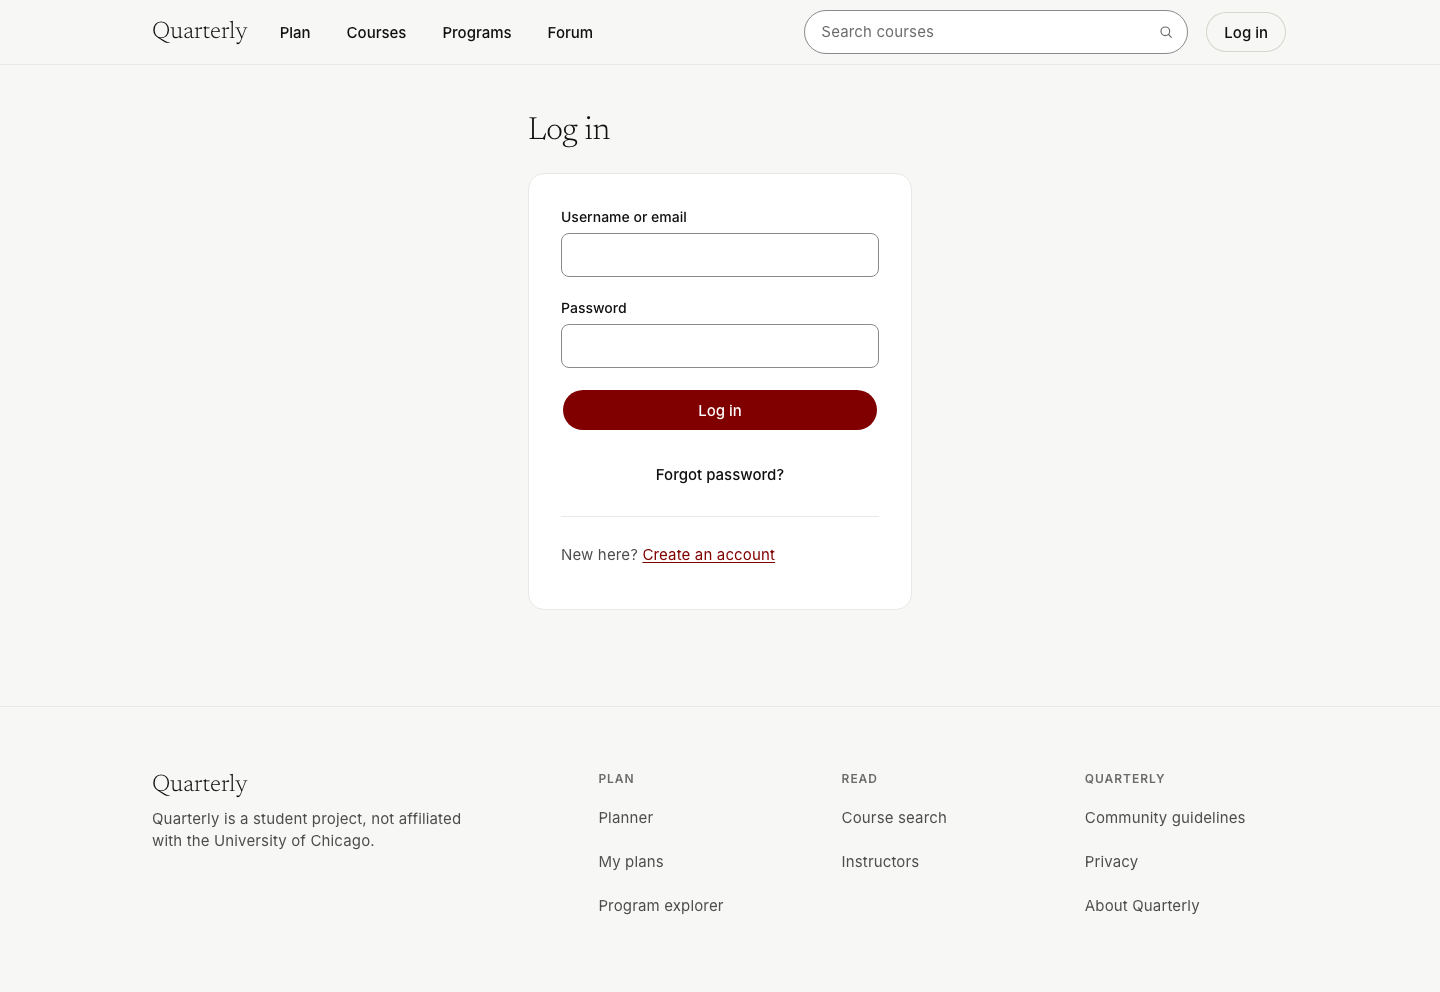 Quarterly
Plan
Courses
Programs
Forum
Search courses
Log in
Log in
Username or email
Password
Log in
Forgot password?
New here? Create an account
Quarterly
Quarterly is a student project, not affiliated
with the University of Chicago.
PLAN
Planner
My plans
Program explorer
READ
Course search
Instructors
QUARTERLY
Community guidelines
Privacy
About Quarterly